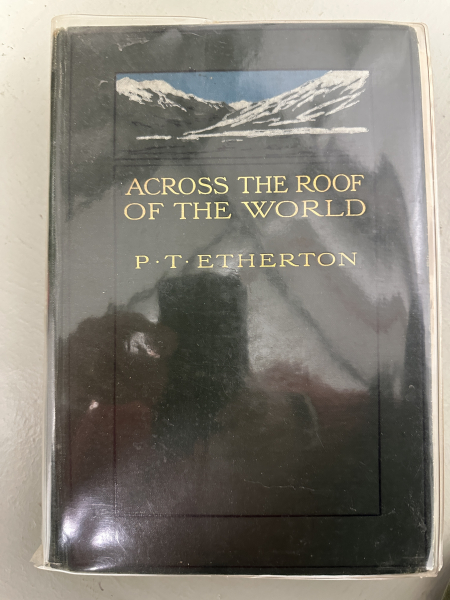 ACROSS THE ROOF
OF THE WORLD
P·T·ETHERTON